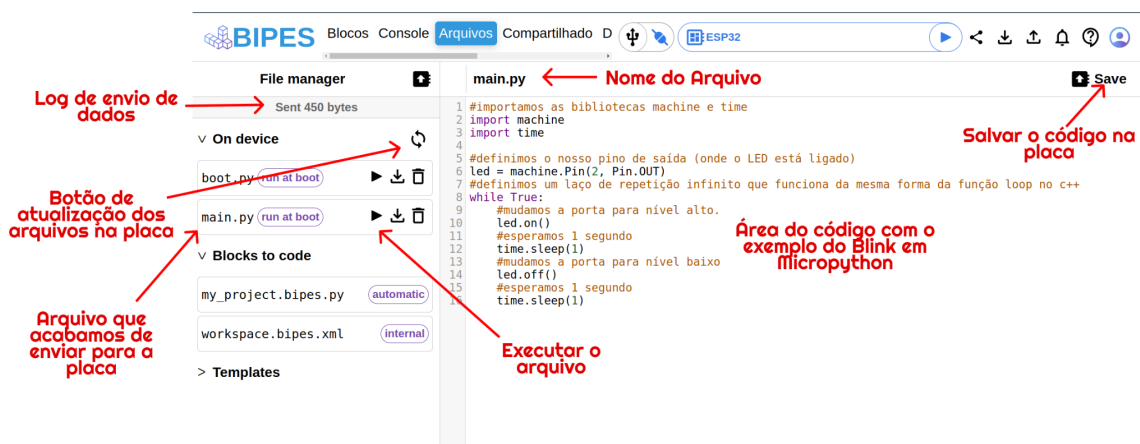 BIPES Blocos Console Arquivos Compartilhado D ESP32
File manager
Sent 450 bytes
On device
boot.py run at boot
main.py run at boot
Blocks to code
my_project.bipes.py automatic
workspace.bipes.xml internal
> Templates
main.py
Save
1 #importamos as bibliotecas machine e time
2 import machine
3 import time
4
5 #definimos o nosso pino de saída (onde o LED está ligado)
6 led = machine.Pin(2, Pin.OUT)
7 #definimos um laço de repetição infinito que funciona da mesma forma da função loop no c++
8 while True:
9 #mudamos a porta para nível alto.
10 led.on()
11 #esperamos 1 segundo
12 time.sleep(1)
13 #mudamos a porta para nível baixo
14 led.off()
15 #esperamos 1 segundo
16 time.sleep(1)
Log de envio de
dados
Botão de
atualização dos
arquivos na placa
Arquivo que
acabamos de
enviar para a
placa
Nome do Arquivo
Salvar o código na
placa
Área do código com o
exemplo do Blink em
Micropython
Executar o
arquivo